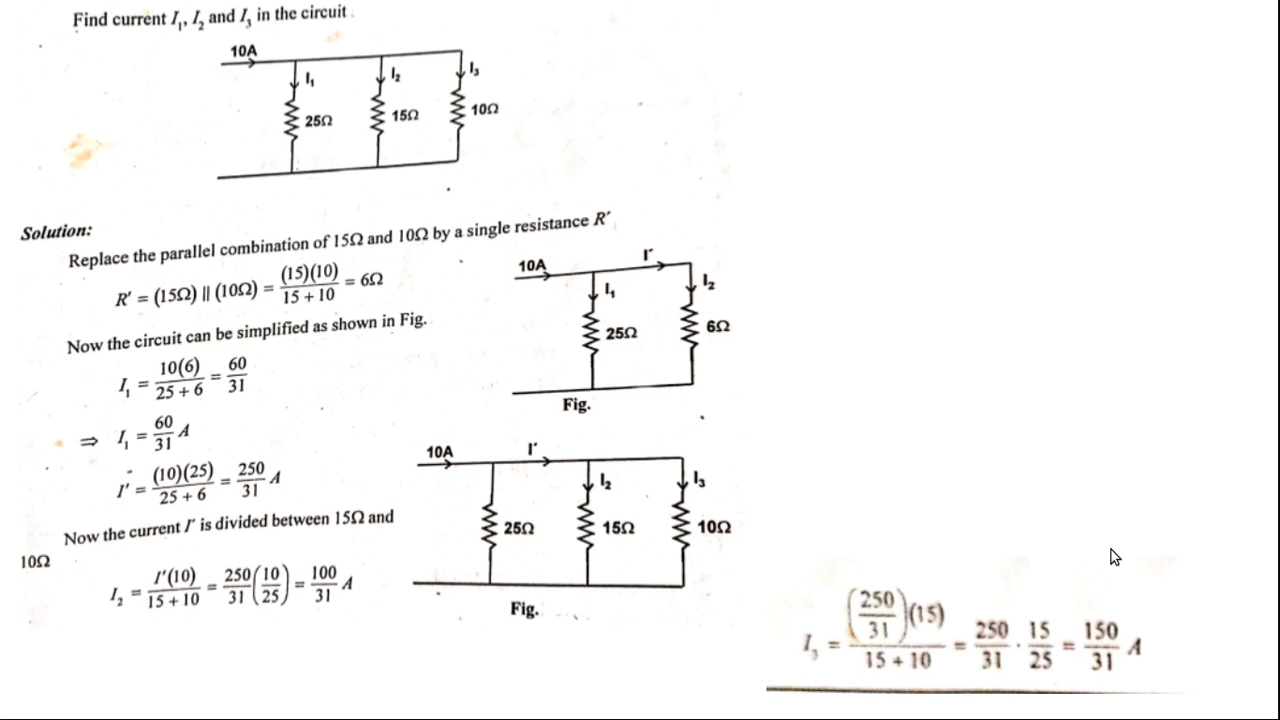 Find current I₁, I₂ and I₃ in the circuit.
10A
I₁
I₂
I₃
25Ω
15Ω
10Ω
Solution:
Replace the parallel combination of 15Ω and 10Ω by a single resistance R′
R′ = (15Ω) || (10Ω) = (15)(10) / 15 + 10 = 6Ω
Now the circuit can be simplified as shown in Fig.
I₁ = 10(6) / 25 + 6 = 60 / 31
⇒ I₁ = 60 / 31 A
I′ = (10)(25) / 25 + 6 = 250 / 31 A
Now the current I′ is divided between 15Ω and
10Ω
I₂ = I′(10) / 15 + 10 = 250 / 31 (10 / 25) = 100 / 31 A
10A
I′
I₁
I₂
25Ω
6Ω
Fig.
10A
I′
I₂
I₃
25Ω
15Ω
10Ω
Fig.
I₃ = (250 / 31)(15) / 15 + 10 = 250 / 31 · 15 / 25 = 150 / 31 A